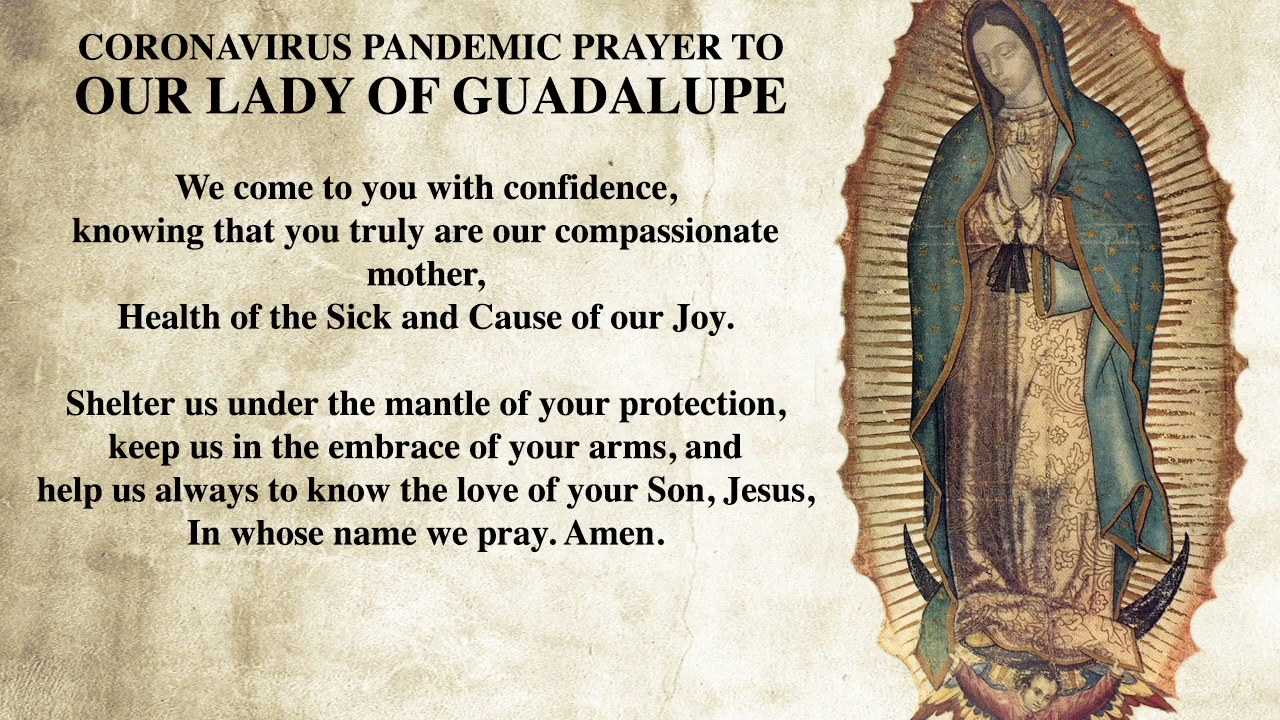 CORONAVIRUS PANDEMIC PRAYER TO
OUR LADY OF GUADALUPE
We come to you with confidence,
knowing that you truly are our compassionate
mother,
Health of the Sick and Cause of our Joy.
Shelter us under the mantle of your protection,
keep us in the embrace of your arms, and
help us always to know the love of your Son, Jesus,
In whose name we pray. Amen.